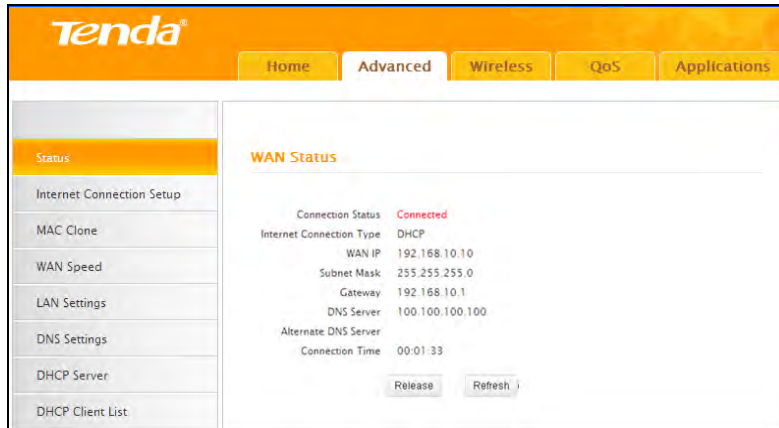 Tenda®
Home Advanced Wireless QoS Applications
Status
Internet Connection Setup
MAC Clone
WAN Speed
LAN Settings
DNS Settings
DHCP Server
DHCP Client List
WAN Status
Connection Status Connected
Internet Connection Type DHCP
WAN IP 192.168.10.10
Subnet Mask 255.255.255.0
Gateway 192.168.10.1
DNS Server 100.100.100.100
Alternate DNS Server
Connection Time 00:01:33
Release Refresh